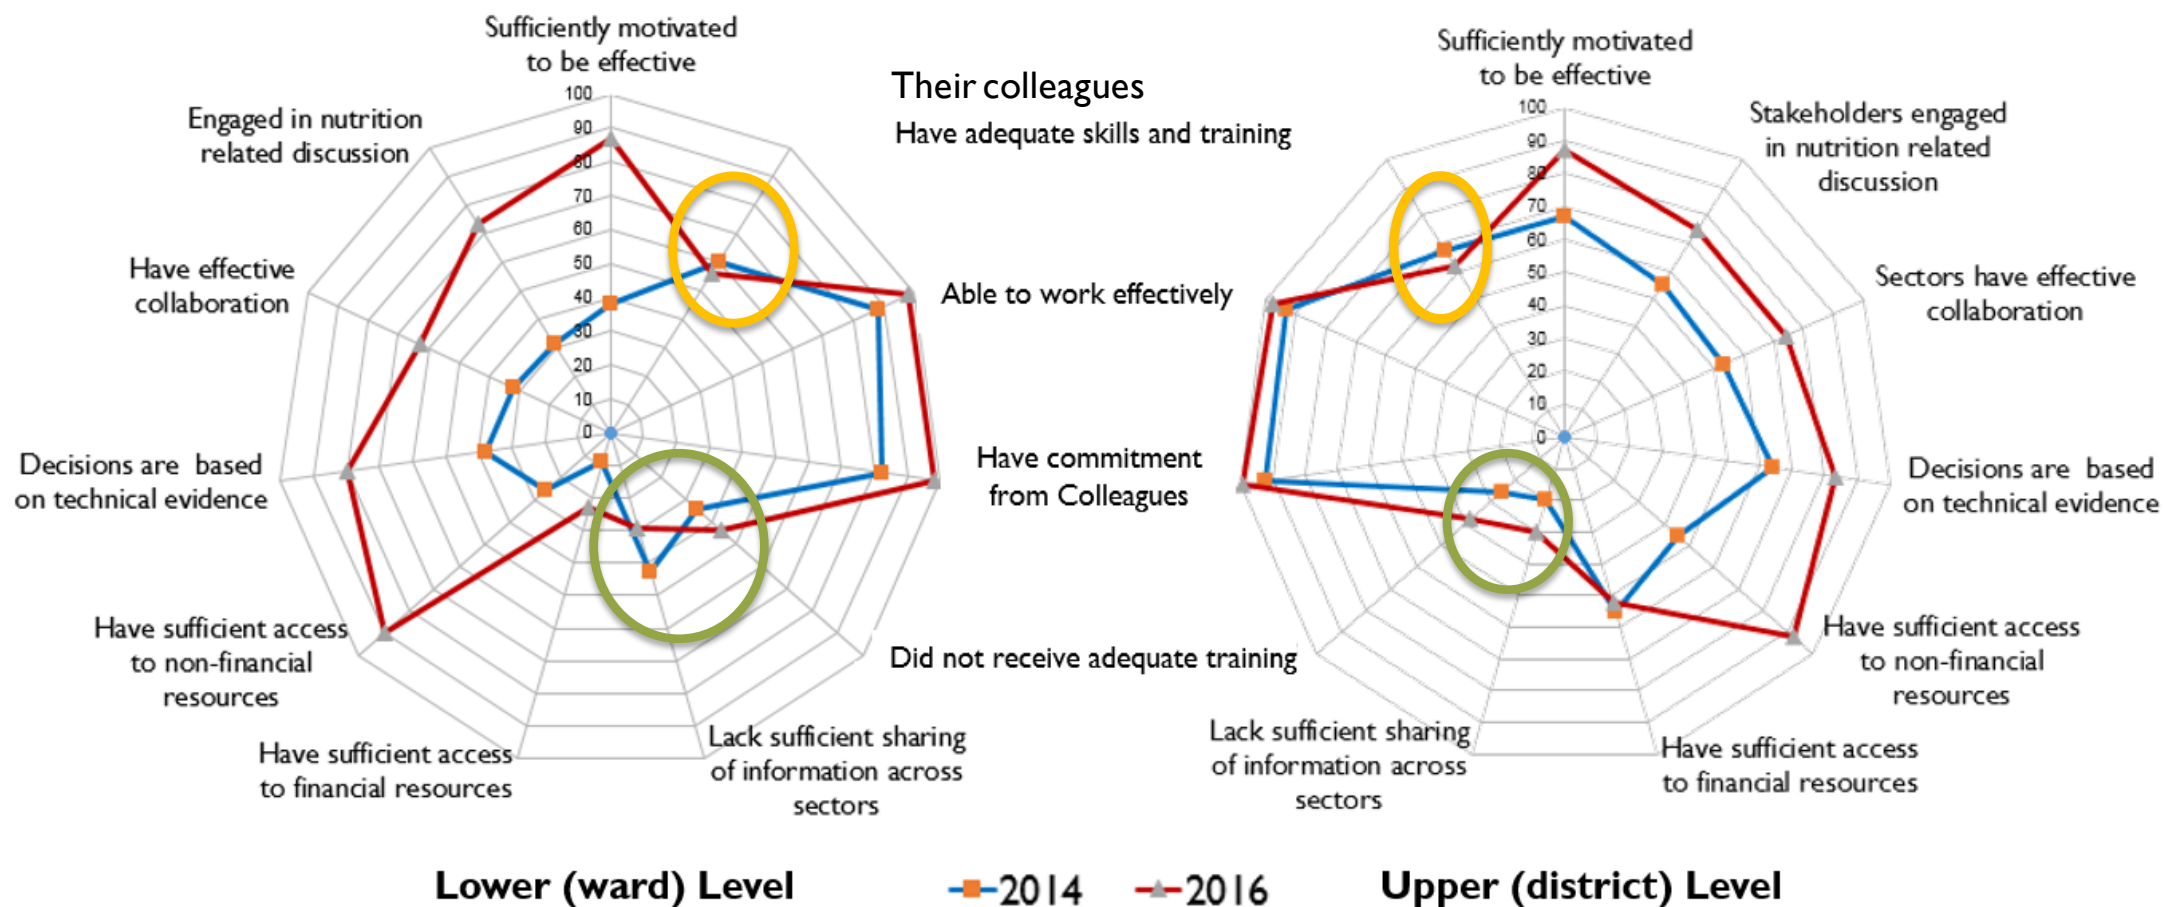 Sufficiently motivated
to be effective
Engaged in nutrition
related discussion
Have effective
collaboration
Decisions are based
on technical evidence
Have sufficient access
to non-financial
resources
Have sufficient access
to financial resources
100
90
80
70
60
50
40
30
20
10
0
Their colleagues
Have adequate skills and training
Able to work effectively
Have commitment
from Colleagues
Did not receive adequate training
Lack sufficient sharing
of information across
sectors
Sufficiently motivated
to be effective
Stakeholders engaged
in nutrition related
discussion
Sectors have effective
collaboration
Decisions are based
on technical evidence
Have sufficient access
to non-financial
resources
Have sufficient access
to financial resources
Lack sufficient sharing
of information across
sectors
100
90
80
70
60
50
40
30
20
10
0
Lower (ward) Level
2014
2016
Upper (district) Level